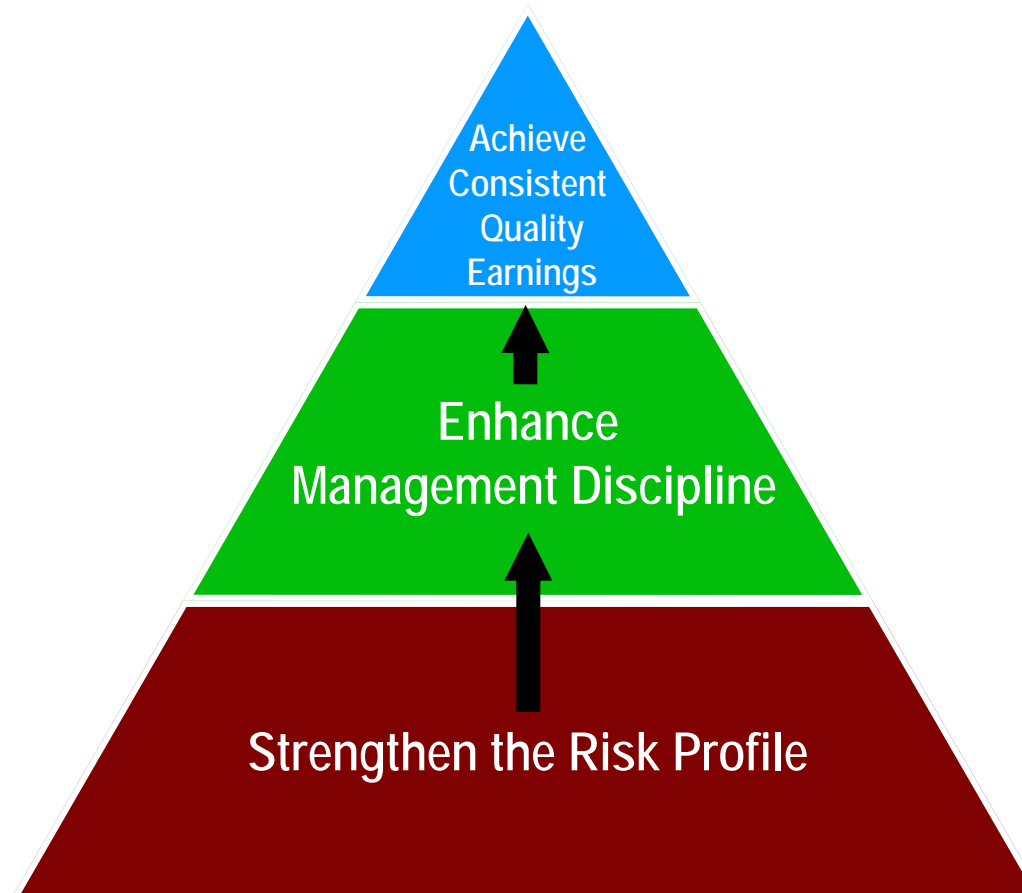 Achieve
Consistent
Quality
Earnings
Enhance
Management Discipline
Strengthen the Risk Profile